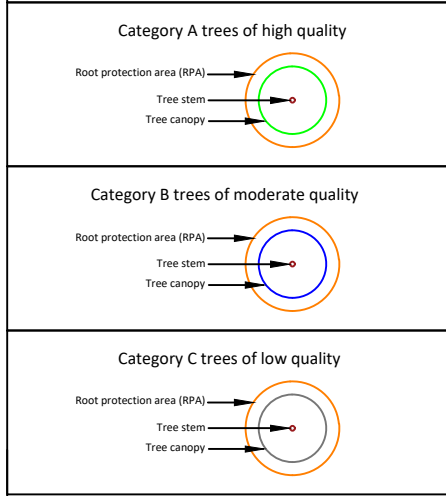 Category A trees of high quality
Root protection area (RPA)
Tree stem
Tree canopy
Category B trees of moderate quality
Root protection area (RPA)
Tree stem
Tree canopy
Category C trees of low quality
Root protection area (RPA)
Tree stem
Tree canopy